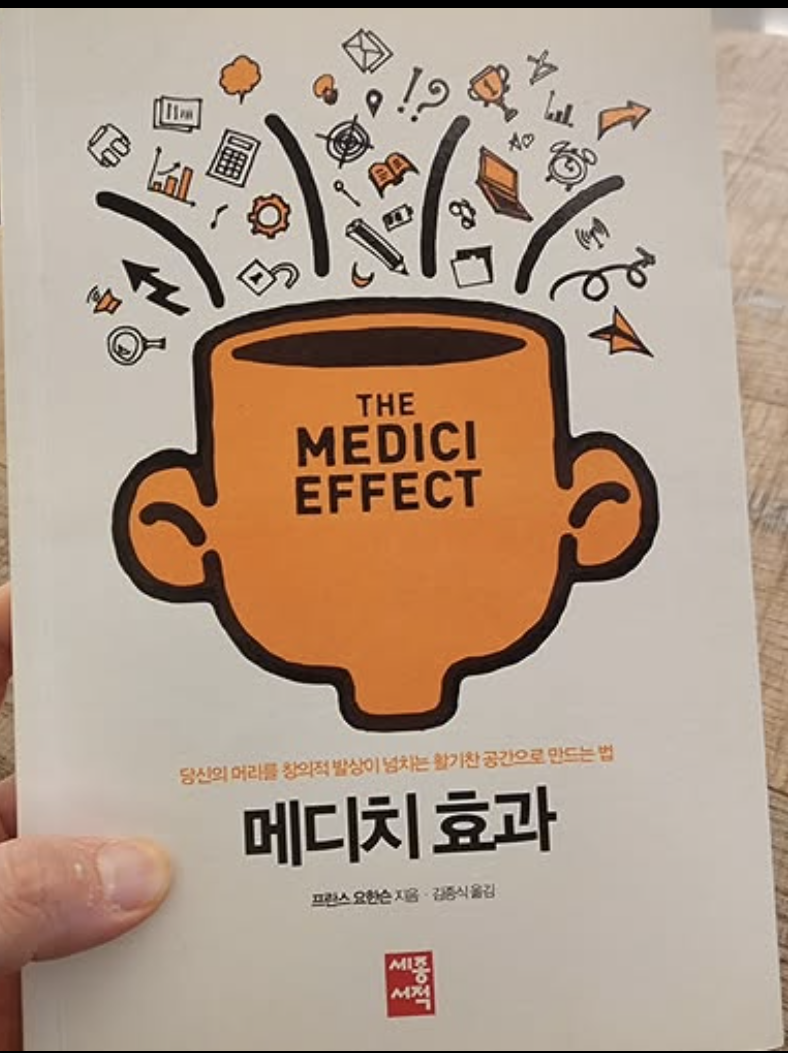 !?
1
A
THE
MEDICI
EFFECT
당신의 머리를 창의적 발상이 넘치는 활기찬 공간으로 만드는 법
메디치 효과
프란스 요한슨 지음 · 김종식 옮김
세종
서적